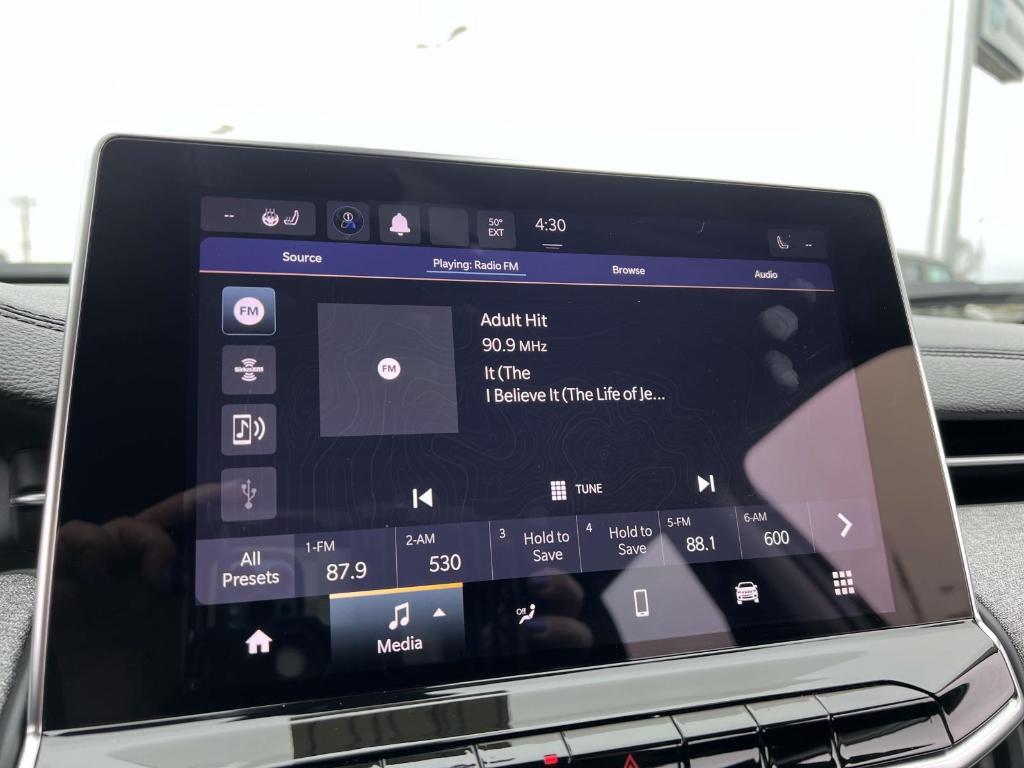 --
50°
EXT
4:30
--
Source
Playing: Radio FM
Browse
Audio
FM
SiriusXM
FM
Adult Hit
90.9 MHz
It (The
I Believe It (The Life of Je...
TUNE
All
Presets
1-FM
87.9
2-AM
530
3
Hold to
Save
4
Hold to
Save
5-FM
88.1
6-AM
600
Media
Off